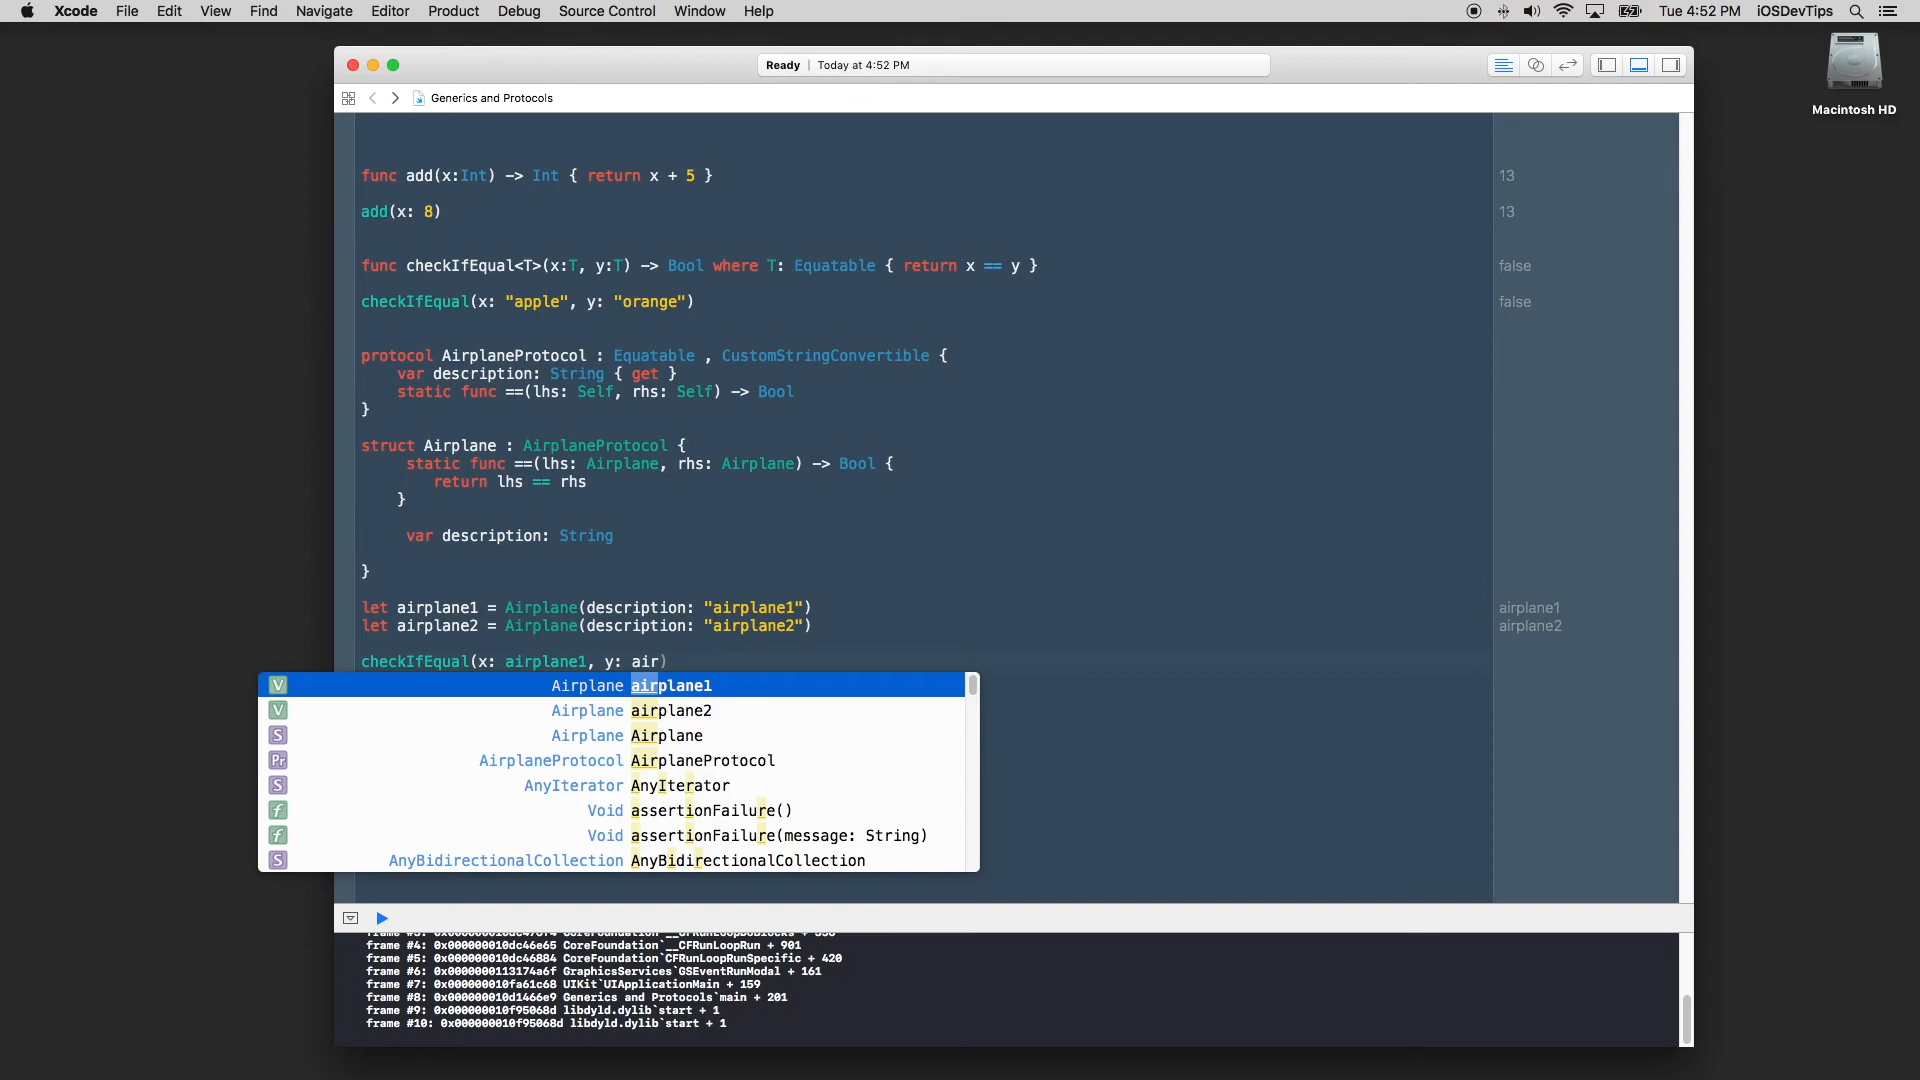 Xcode File Edit View Find Navigate Editor Product Debug Source Control Window Help Tue 4:52 PM iOSDevTips
Macintosh HD
Ready | Today at 4:52 PM
Generics and Protocols
func add(x:Int) -> Int { return x + 5 } 13
add(x: 8) 13
func checkIfEqual<T>(x:T, y:T) -> Bool where T: Equatable { return x == y } false
checkIfEqual(x: "apple", y: "orange") false
protocol AirplaneProtocol : Equatable , CustomStringConvertible {
var description: String { get }
static func ==(lhs: Self, rhs: Self) -> Bool
}
struct Airplane : AirplaneProtocol {
static func ==(lhs: Airplane, rhs: Airplane) -> Bool {
return lhs == rhs
}
var description: String
}
let airplane1 = Airplane(description: "airplane1") airplane1
let airplane2 = Airplane(description: "airplane2") airplane2
checkIfEqual(x: airplane1, y: air)
V Airplane airplane1
V Airplane airplane2
S Airplane Airplane
Pr AirplaneProtocol AirplaneProtocol
S AnyIterator AnyIterator
f Void assertionFailure()
f Void assertionFailure(message: String)
S AnyBidirectionalCollection AnyBidirectionalCollection
frame #4: 0x000000010dc46e65 CoreFoundation`__CFRunLoopRun + 901
frame #5: 0x000000010dc46884 CoreFoundation`CFRunLoopRunSpecific + 420
frame #6: 0x0000000113174a6f GraphicsServices`GSEventRunModal + 161
frame #7: 0x000000010fa61c68 UIKit`UIApplicationMain + 159
frame #8: 0x000000010d1466e9 Generics and Protocols`main + 201
frame #9: 0x000000010f95068d libdyld.dylib`start + 1
frame #10: 0x000000010f95068d libdyld.dylib`start + 1